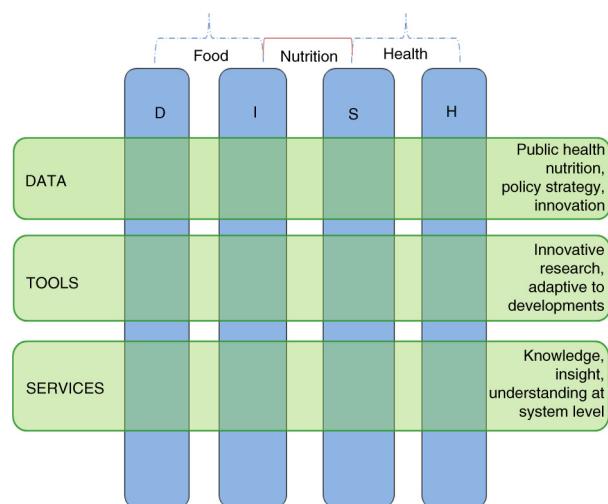 Food
Nutrition
Health
D
I
S
H
DATA
Public health
nutrition,
policy strategy,
innovation
TOOLS
Innovative
research,
adaptive to
developments
SERVICES
Knowledge,
insight,
understanding at
system level